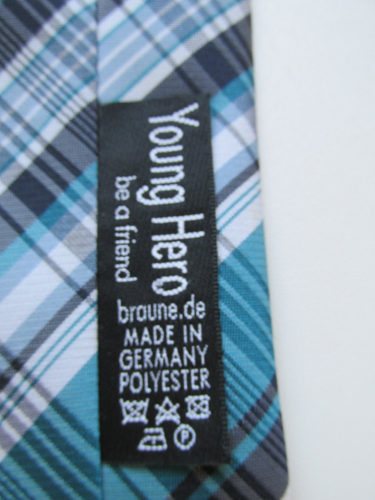 Young Hero
be a friend
braune.de
MADE IN
GERMANY
POLYESTER
P